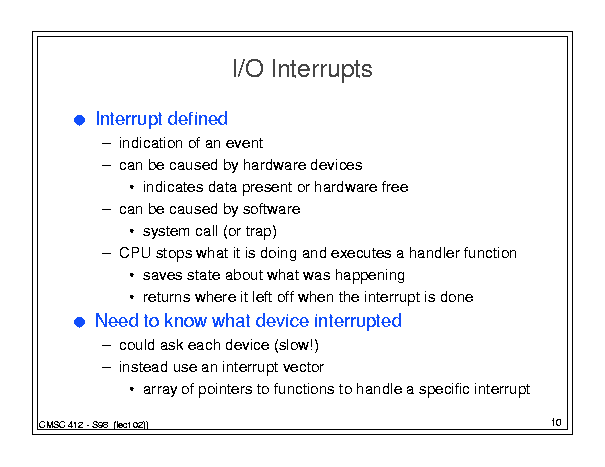 I/O Interrupts
● Interrupt defined
– indication of an event
– can be caused by hardware devices
• indicates data present or hardware free
– can be caused by software
• system call (or trap)
– CPU stops what it is doing and executes a handler function
• saves state about what was happening
• returns where it left off when the interrupt is done
● Need to know what device interrupted
– could ask each device (slow!)
– instead use an interrupt vector
• array of pointers to functions to handle a specific interrupt
CMSC 412 - S98 (lect 02))
10